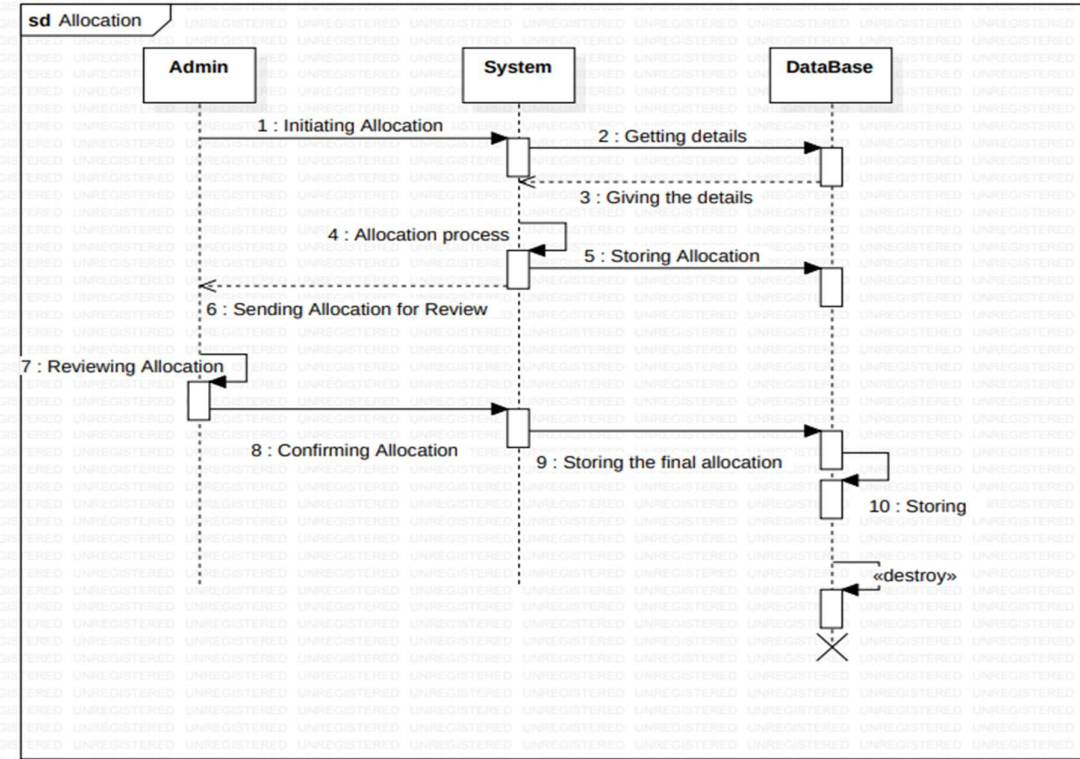 sd Allocation
Admin
System
DataBase
1 : Initiating Allocation
2 : Getting details
3 : Giving the details
4 : Allocation process
5 : Storing Allocation
6 : Sending Allocation for Review
7 : Reviewing Allocation
8 : Confirming Allocation
9 : Storing the final allocation
10 : Storing
«destroy»